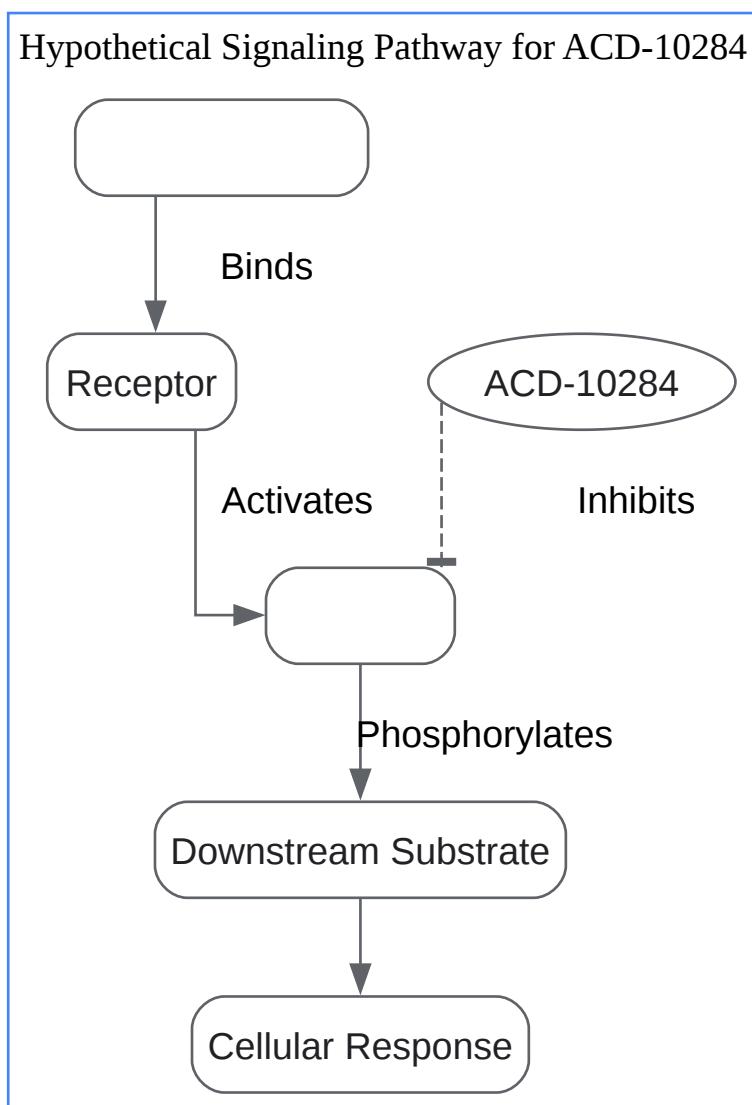 Hypothetical Signaling Pathway for ACD-10284
Binds
Receptor
ACD-10284
Activates
Inhibits
Phosphorylates
Downstream Substrate
Cellular Response